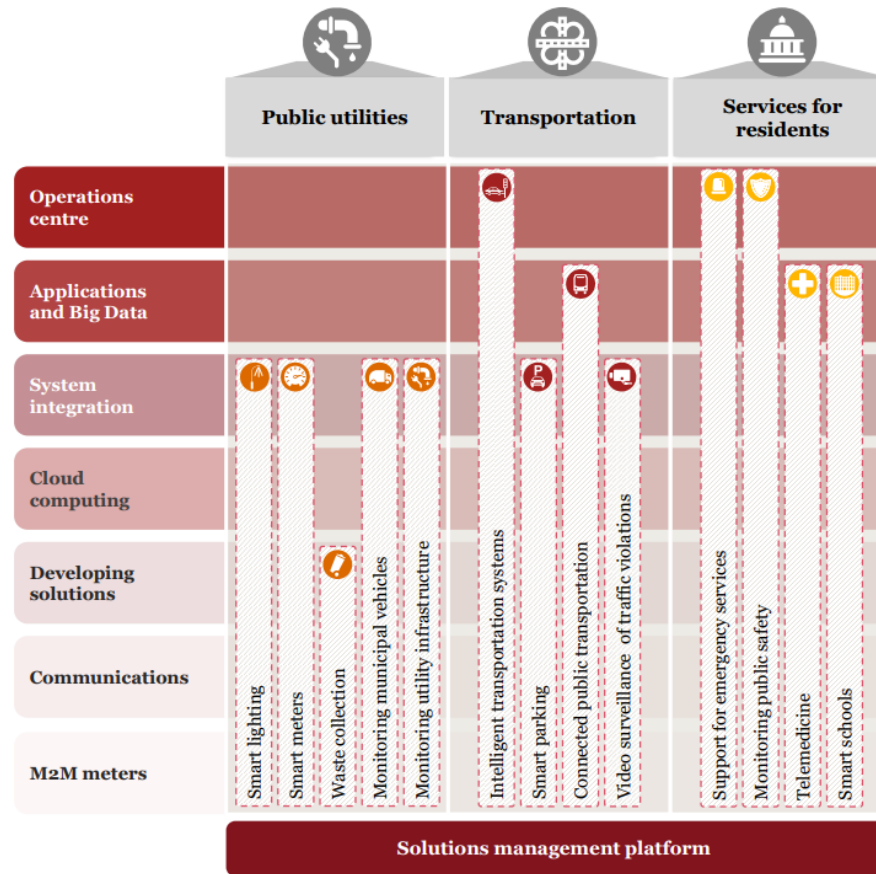 Public utilities
Transportation
Services for
residents
Operations
centre
Applications
and Big Data
System
integration
Cloud
computing
Developing
solutions
Communications
M2M meters
Smart lighting
Smart meters
Waste collection
Monitoring municipal vehicles
Monitoring utility infrastructure
Intelligent transportation systems
P
Smart parking
Connected public transportation
Video surveillance of traffic violations
Support for emergency services
Monitoring public safety
Telemedicine
Smart schools
Solutions management platform